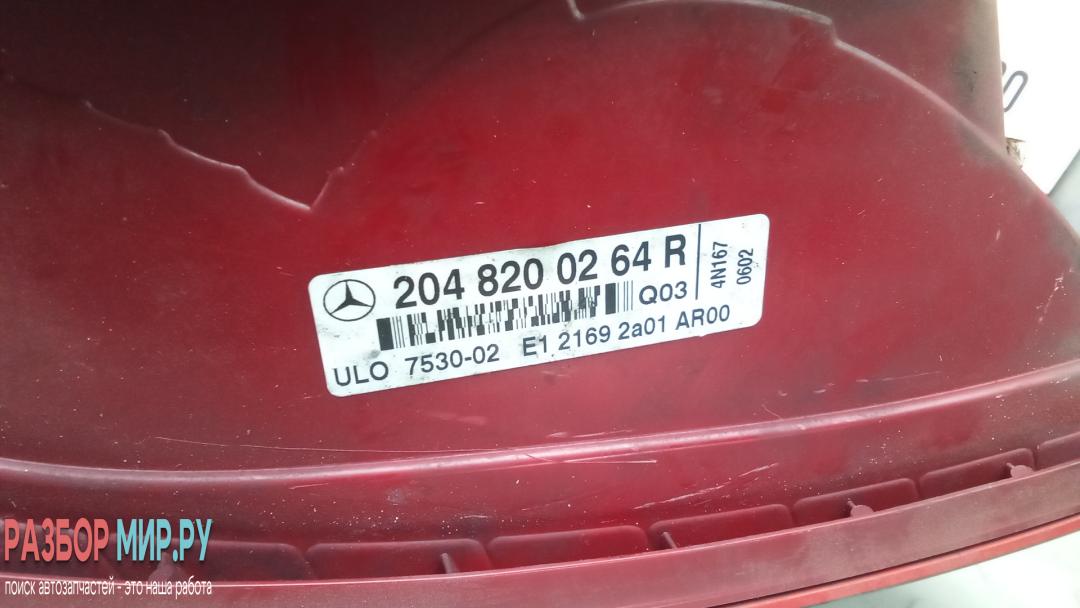 204 820 02 64 R
Q03
4N167
0602
ULO 7530-02 E1 2169 2a01 AR00
РАЗБОР МИР.РУ
поиск автозапчастей - это наша работа